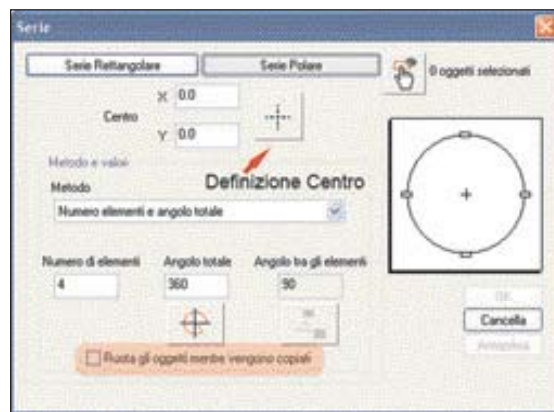 Serie
Serie Rettangolare
Serie Polare
0 oggetti selezionati
Centro
X 0.0
Y 0.0
Definizione Centro
Metodo e valori
Metodo
Numero elementi e angolo totale
Numero di elementi
Angolo totale
Angolo tra gli elementi
4
360
90
Ruota gli oggetti mentre vengono copiati
OK
Cancella
Anteprima